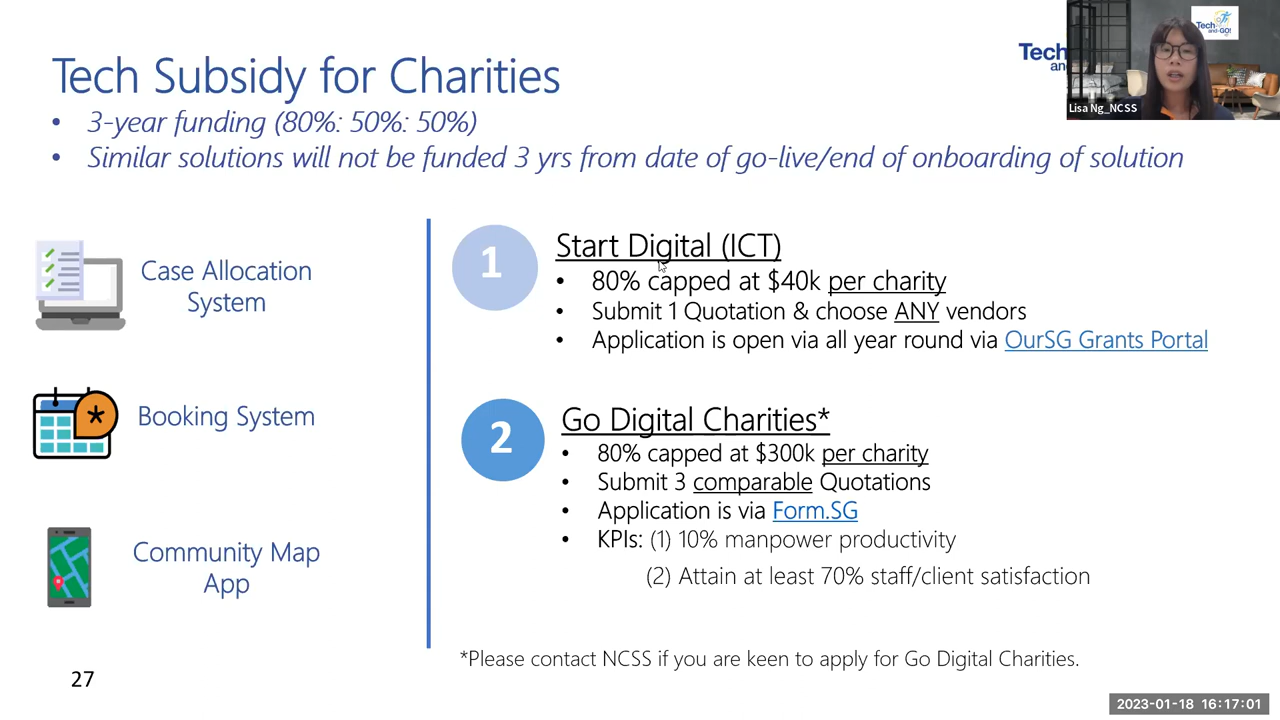 Tech Subsidy for Charities
• 3-year funding (80%: 50%: 50%)
• Similar solutions will not be funded 3 yrs from date of go-live/end of onboarding of solution
Tech
and
Tech
and GO!
Lisa Ng_NCSS
Case Allocation
System
Booking System
Community Map
App
1
Start Digital (ICT)
• 80% capped at $40k per charity
• Submit 1 Quotation & choose ANY vendors
• Application is open via all year round via OurSG Grants Portal
2
Go Digital Charities*
• 80% capped at $300k per charity
• Submit 3 comparable Quotations
• Application is via Form.SG
• KPIs: (1) 10% manpower productivity
(2) Attain at least 70% staff/client satisfaction
*Please contact NCSS if you are keen to apply for Go Digital Charities.
27
2023-01-18 16:17:01